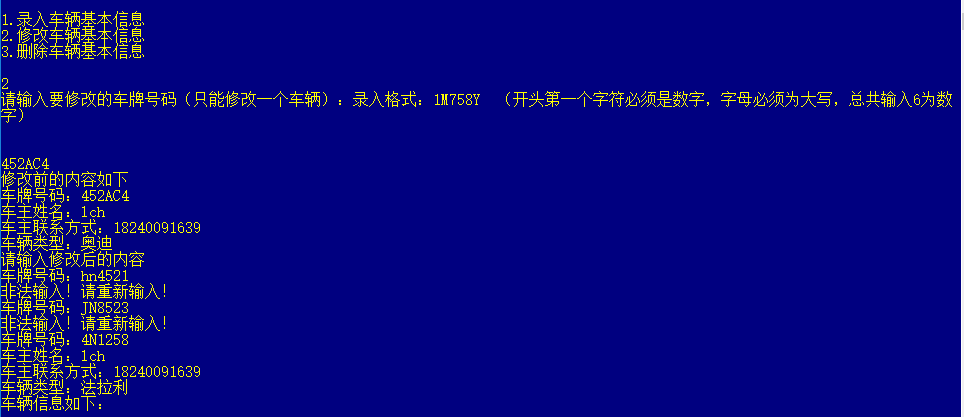 1.录入车辆基本信息
2.修改车辆基本信息
3.删除车辆基本信息
2
请输入要修改的车牌号码（只能修改一个车辆）：录入格式：1M758Y （开头第一个字符必须是数字，字母必须为大写，总共输入6为数
字）
452AC4
修改前的内容如下
车牌号码：452AC4
车主姓名：lch
车主联系方式：18240091639
车辆类型：奥迪
请输入修改后的内容
车牌号码：hn4521
非法输入！请重新输入！
车牌号码：JN8523
非法输入！请重新输入！
车牌号码：4N1258
车主姓名：lch
车主联系方式：18240091639
车辆类型：法拉利
车辆信息如下：